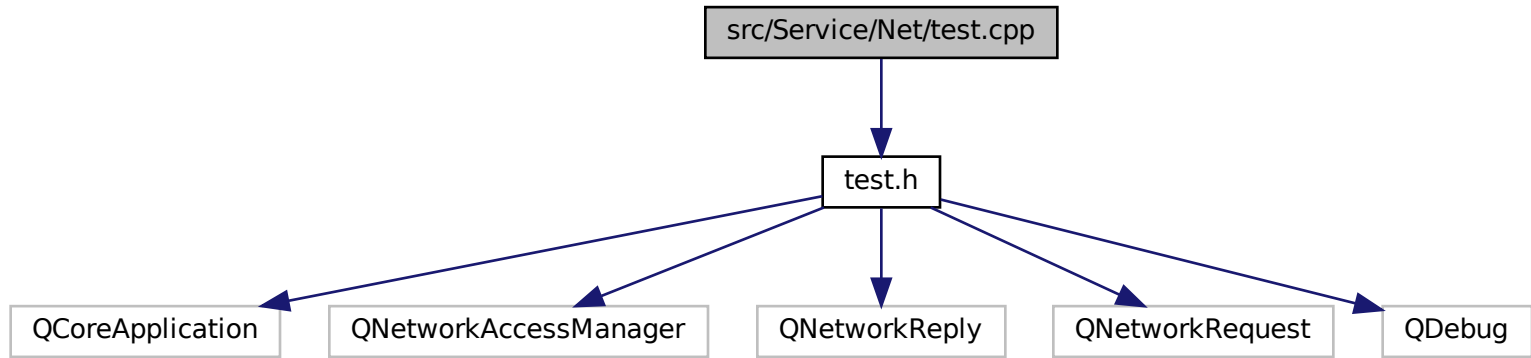 src/Service/Net/test.cpp
test.h
QCoreApplication
QNetworkAccessManager
QNetworkReply
QNetworkRequest
QDebug